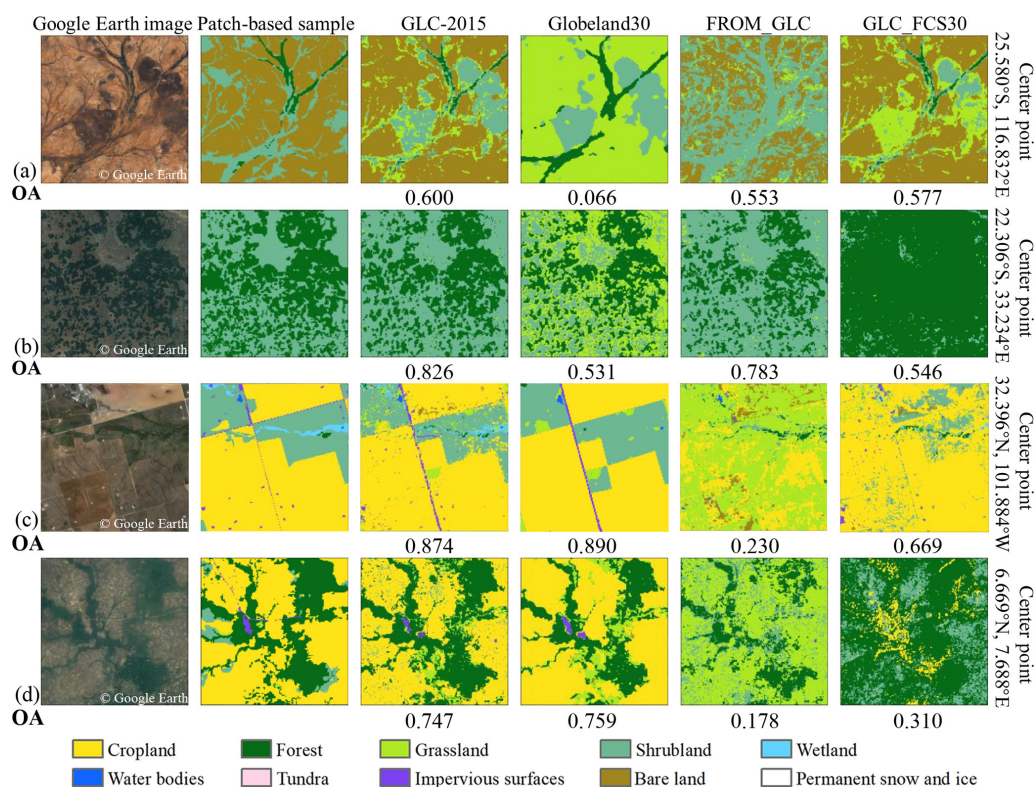 Google Earth image Patch-based sample GLC-2015 Globeland30 FROM_GLC GLC_FCS30
(a) © Google Earth
Center point
25.580°S, 116.832°E
OA 0.600 0.066 0.553 0.577
(b) © Google Earth
Center point
22.306°S, 33.234°E
OA 0.826 0.531 0.783 0.546
(c) © Google Earth
Center point
32.396°N, 101.884°W
OA 0.874 0.890 0.230 0.669
(d) © Google Earth
Center point
6.669°N, 7.688°E
OA 0.747 0.759 0.178 0.310
Cropland Forest Grassland Shrubland Wetland
Water bodies Tundra Impervious surfaces Bare land Permanent snow and ice